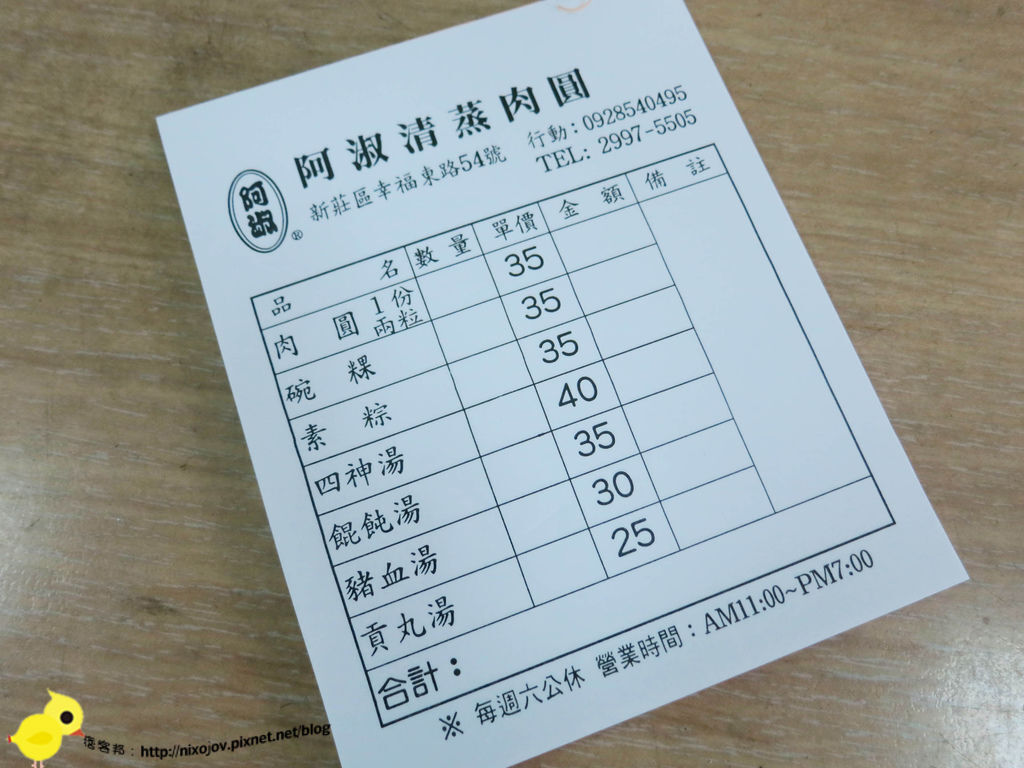 阿淑清蒸肉圓
阿淑 ®
新莊區幸福東路54號
行動：0928540495
TEL: 2997-5505
品 名 數量 單價 金額 備註
肉圓 1份兩粒 35
碗粿 35
素粽 35
四神湯 40
餛飩湯 35
豬血湯 30
貢丸湯 25
合計：
※ 每週六公休 營業時間：AM11:00~PM7:00
痞客邦：http://nixojov.pixnet.net/blog